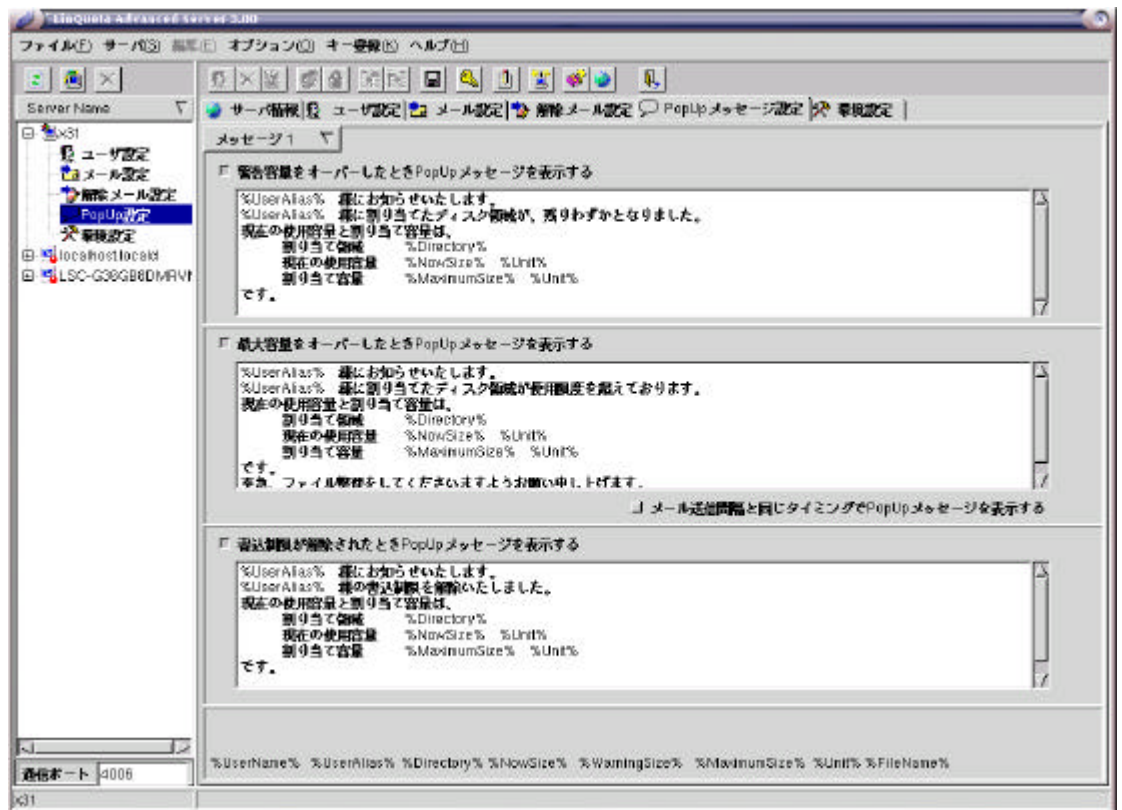 LinQuota Advanced Server 3.00
ファイル(F) サーバ(S) 編集(E) オプション(O) キー登録(K) ヘルプ(H)
Server Name
サーバ情報 ユーザ設定 メール設定 解除メール設定 PopUpメッセージ設定 環境設定
x31
ユーザ設定
メール設定
解除メール設定
PopUp設定
環境設定
localhost.locald
LSC-G36GB8DMRVN
メッセージ1
警告容量をオーバーしたときPopUpメッセージを表示する
%UserAlias% 様にお知らせいたします。
%UserAlias% 様に割り当てたディスク領域が、残りわずかとなりました。
現在の使用容量と割り当て容量は、
割り当て領域 %Directory%
現在の使用容量 %NowSize% %Unit%
割り当て容量 %MaximumSize% %Unit%
です。
最大容量をオーバーしたときPopUpメッセージを表示する
%UserAlias% 様にお知らせいたします。
%UserAlias% 様に割り当てたディスク領域が使用限度を超えております。
現在の使用容量と割り当て容量は、
割り当て領域 %Directory%
現在の使用容量 %NowSize% %Unit%
割り当て容量 %MaximumSize% %Unit%
です。
至急、ファイル整理をしてくださいますようお願い申し上げます。
メール送信間隔と同じタイミングでPopUpメッセージを表示する
書込制限が解除されたときPopUpメッセージを表示する
%UserAlias% 様にお知らせいたします。
%UserAlias% 様の書込制限を解除いたしました。
現在の使用容量と割り当て容量は、
割り当て領域 %Directory%
現在の使用容量 %NowSize% %Unit%
割り当て容量 %MaximumSize% %Unit%
です。
%UserName% %UserAlias% %Directory% %NowSize% %WarningSize% %MaximumSize% %Unit% %FileName%
通信ポート 4006
x31